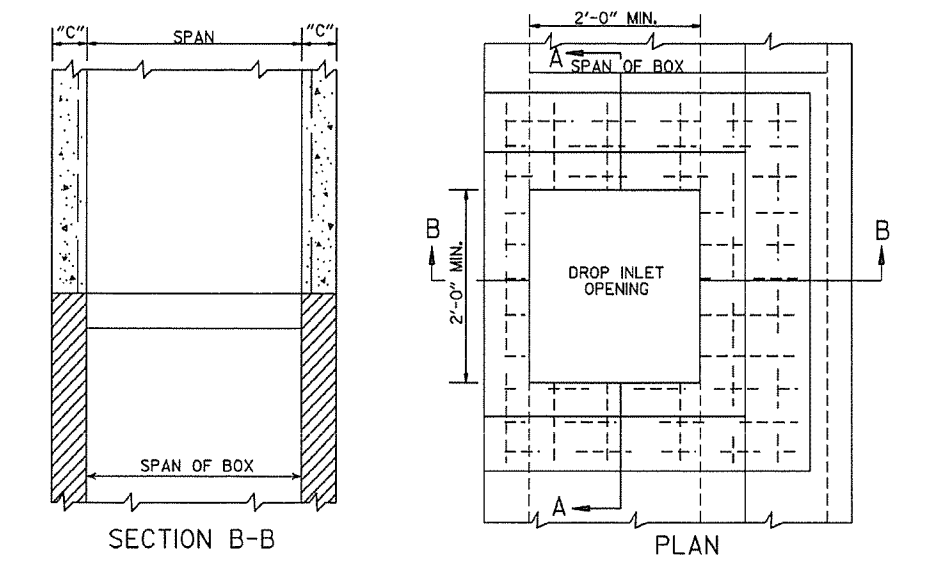 "C"
SPAN
"C"
SPAN OF BOX
SECTION B-B
2'-0" MIN.
A
SPAN OF BOX
B
2'-0" MIN.
DROP INLET
OPENING
B
A
PLAN